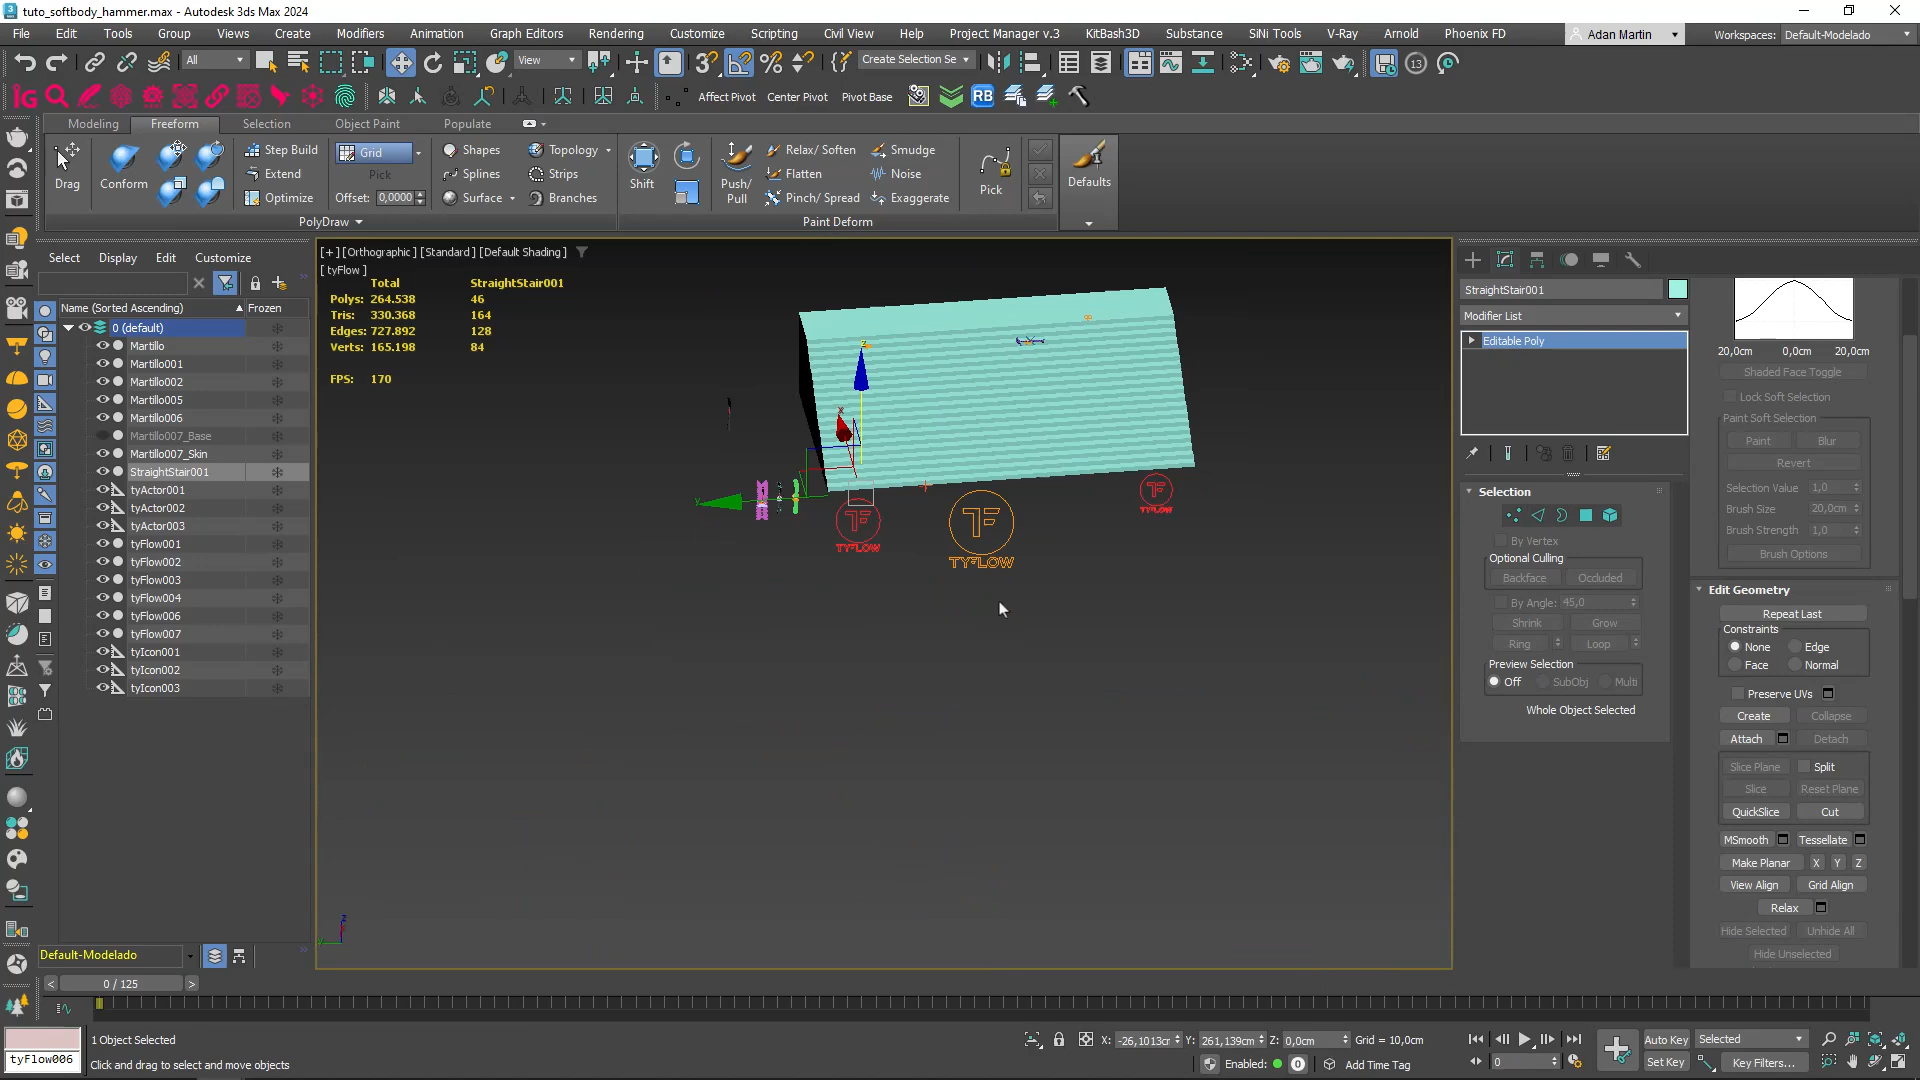 tuto_softbody_hammer.max - Autodesk 3ds Max 2024
File Edit Tools Group Views Create Modifiers Animation Graph Editors Rendering Customize Scripting Civil View Help Project Manager v.3 KitBash3D Substance SiNi Tools V-Ray Arnold Phoenix FD Adan Martin Workspaces: Default-Modelado
All View Create Selection Se 13
Affect Pivot Center Pivot Pivot Base RB
Modeling Freeform Selection Object Paint Populate
Drag Conform Step Build Extend Optimize Grid Pick Offset: 0,0000 Shapes Splines Surface Topology Strips Branches Shift Push/ Pull Relax/ Soften Flatten Pinch/ Spread Smudge Noise Exaggerate Pick Defaults
PolyDraw Paint Deform
Select Display Edit Customize
Name (Sorted Ascending) Frozen
0 (default)
Martillo
Martillo001
Martillo002
Martillo005
Martillo006
Martillo007_Base
Martillo007_Skin
StraightStair001
tyActor001
tyActor002
tyActor003
tyFlow001
tyFlow002
tyFlow003
tyFlow004
tyFlow006
tyFlow007
tyIcon001
tyIcon002
tyIcon003
Default-Modelado
[+] [Orthographic] [Standard] [Default Shading]
[ tyFlow ]
Total StraightStair001
Polys: 264.538 46
Tris: 330.368 164
Edges: 727.892 128
Verts: 165.198 84
FPS: 170
TYFLOW
TYFLOW
TYFLOW
z
x
y
StraightStair001
Modifier List
Editable Poly
Selection
By Vertex
Optional Culling
Backface Occluded
By Angle: 45,0
Shrink Grow
Ring Loop
Preview Selection
Off SubObj Multi
Whole Object Selected
20,0cm 0,0cm 20,0cm
Shaded Face Toggle
Lock Soft Selection
Paint Soft Selection
Paint Blur
Revert
Selection Value 1,0
Brush Size 20,0cm
Brush Strength 1,0
Brush Options
Edit Geometry
Repeat Last
Constraints
None Edge
Face Normal
Preserve UVs
Create Collapse
Attach Detach
Slice Plane Split
Slice Reset Plane
QuickSlice Cut
MSmooth Tessellate
Make Planar X Y Z
View Align Grid Align
Relax
Hide Selected Unhide All
Hide Unselected
< 0 / 125 >
tyFlow006
1 Object Selected
Click and drag to select and move objects
X: -26,1013cr Y: 261,139cm Z: 0,0cm Grid = 10,0cm
Enabled: 0 Add Time Tag
0
Auto Key Selected
Set Key Key Filters...